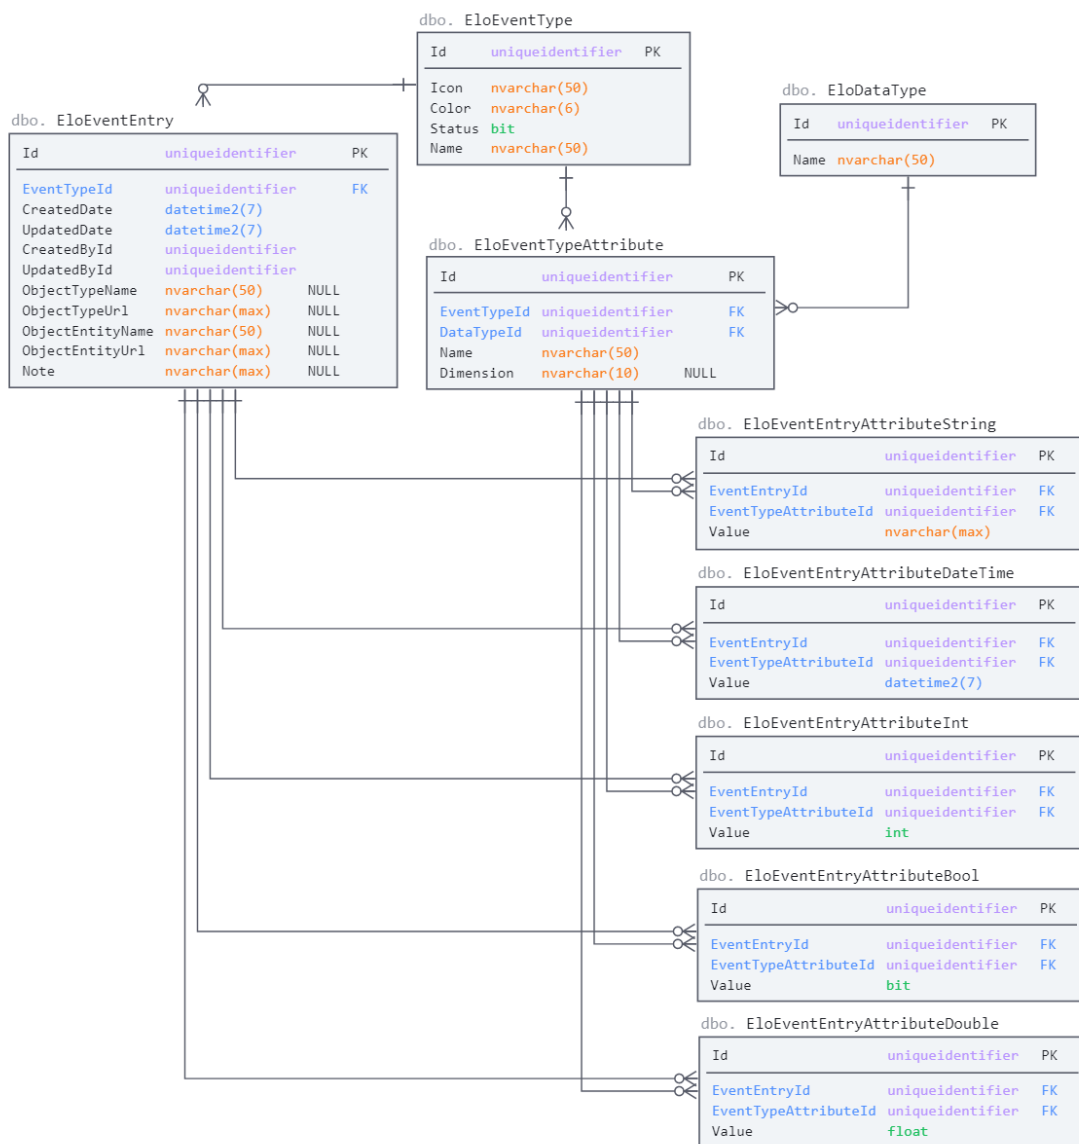 dbo. EloEventType
Id uniqueidentifier PK
Icon nvarchar(50)
Color nvarchar(6)
Status bit
Name nvarchar(50)
dbo. EloDataType
Id uniqueidentifier PK
Name nvarchar(50)
dbo. EloEventEntry
Id uniqueidentifier PK
EventTypeId uniqueidentifier FK
CreatedDate datetime2(7)
UpdatedDate datetime2(7)
CreatedById uniqueidentifier
UpdatedById uniqueidentifier
ObjectTypeName nvarchar(50) NULL
ObjectTypeUrl nvarchar(max) NULL
ObjectEntityName nvarchar(50) NULL
ObjectEntityUrl nvarchar(max) NULL
Note nvarchar(max) NULL
dbo. EloEventTypeAttribute
Id uniqueidentifier PK
EventTypeId uniqueidentifier FK
DataTypeId uniqueidentifier FK
Name nvarchar(50)
Dimension nvarchar(10) NULL
dbo. EloEventEntryAttributeString
Id uniqueidentifier PK
EventEntryId uniqueidentifier FK
EventTypeAttributeId uniqueidentifier FK
Value nvarchar(max)
dbo. EloEventEntryAttributeDateTime
Id uniqueidentifier PK
EventEntryId uniqueidentifier FK
EventTypeAttributeId uniqueidentifier FK
Value datetime2(7)
dbo. EloEventEntryAttributeInt
Id uniqueidentifier PK
EventEntryId uniqueidentifier FK
EventTypeAttributeId uniqueidentifier FK
Value int
dbo. EloEventEntryAttributeBool
Id uniqueidentifier PK
EventEntryId uniqueidentifier FK
EventTypeAttributeId uniqueidentifier FK
Value bit
dbo. EloEventEntryAttributeDouble
Id uniqueidentifier PK
EventEntryId uniqueidentifier FK
EventTypeAttributeId uniqueidentifier FK
Value float